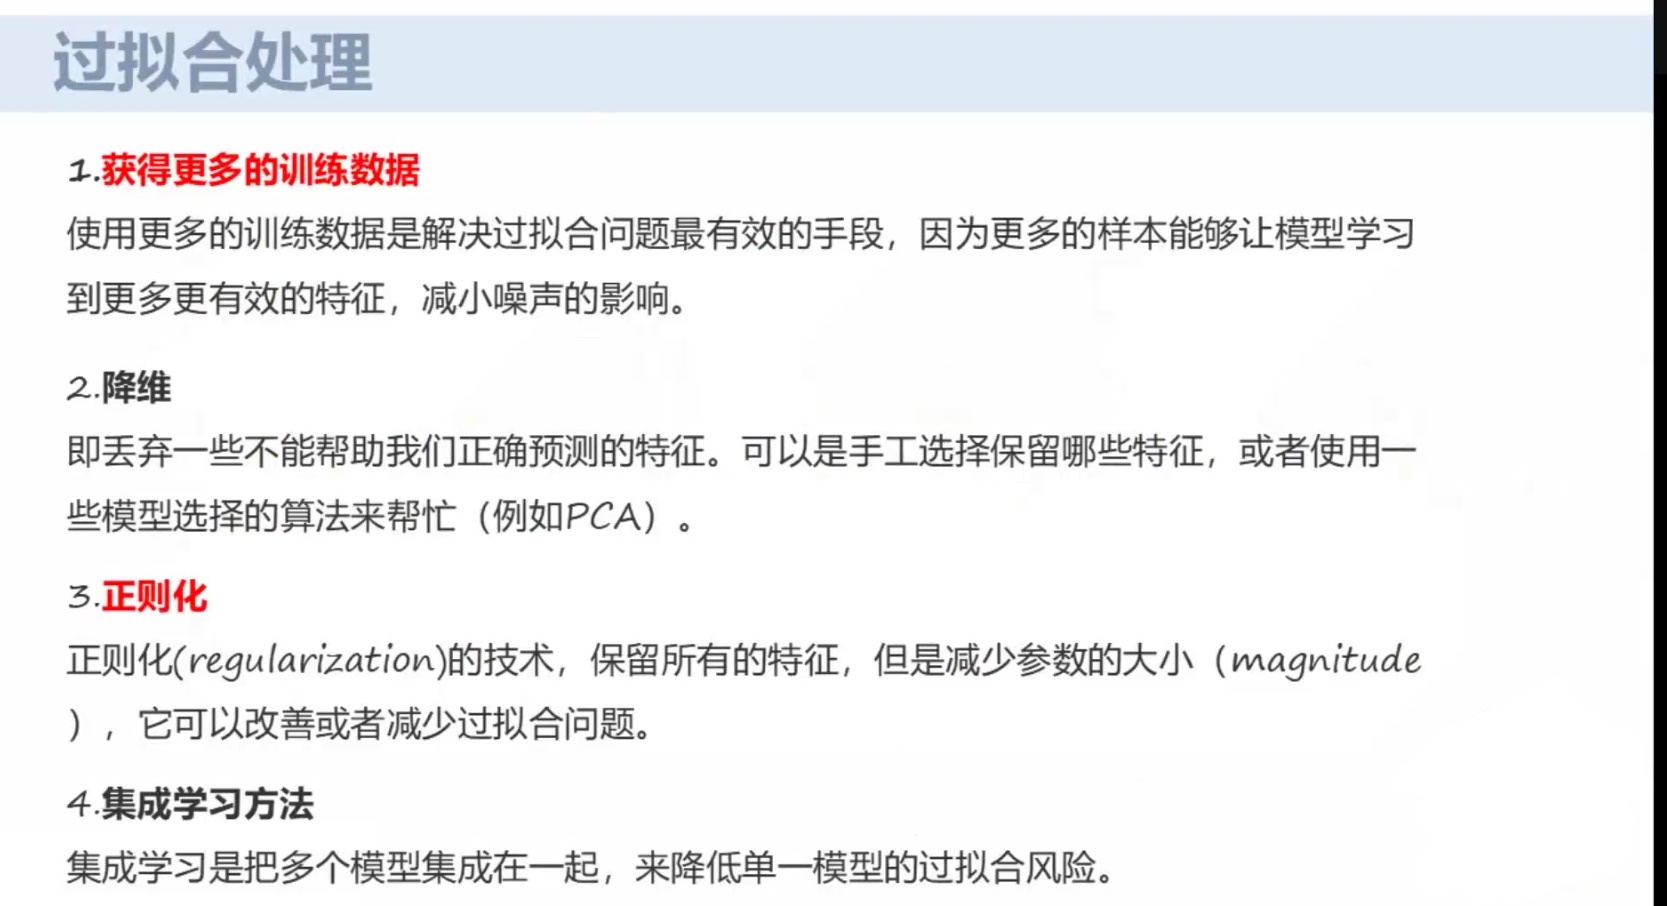 过拟合处理
1.获得更多的训练数据
使用更多的训练数据是解决过拟合问题最有效的手段，因为更多的样本能够让模型学习
到更多更有效的特征，减小噪声的影响。
2.降维
即丢弃一些不能帮助我们正确预测的特征。可以是手工选择保留哪些特征，或者使用一
些模型选择的算法来帮忙（例如PCA）。
3.正则化
正则化(regularization)的技术，保留所有的特征，但是减少参数的大小（magnitude
），它可以改善或者减少过拟合问题。
4.集成学习方法
集成学习是把多个模型集成在一起，来降低单一模型的过拟合风险。